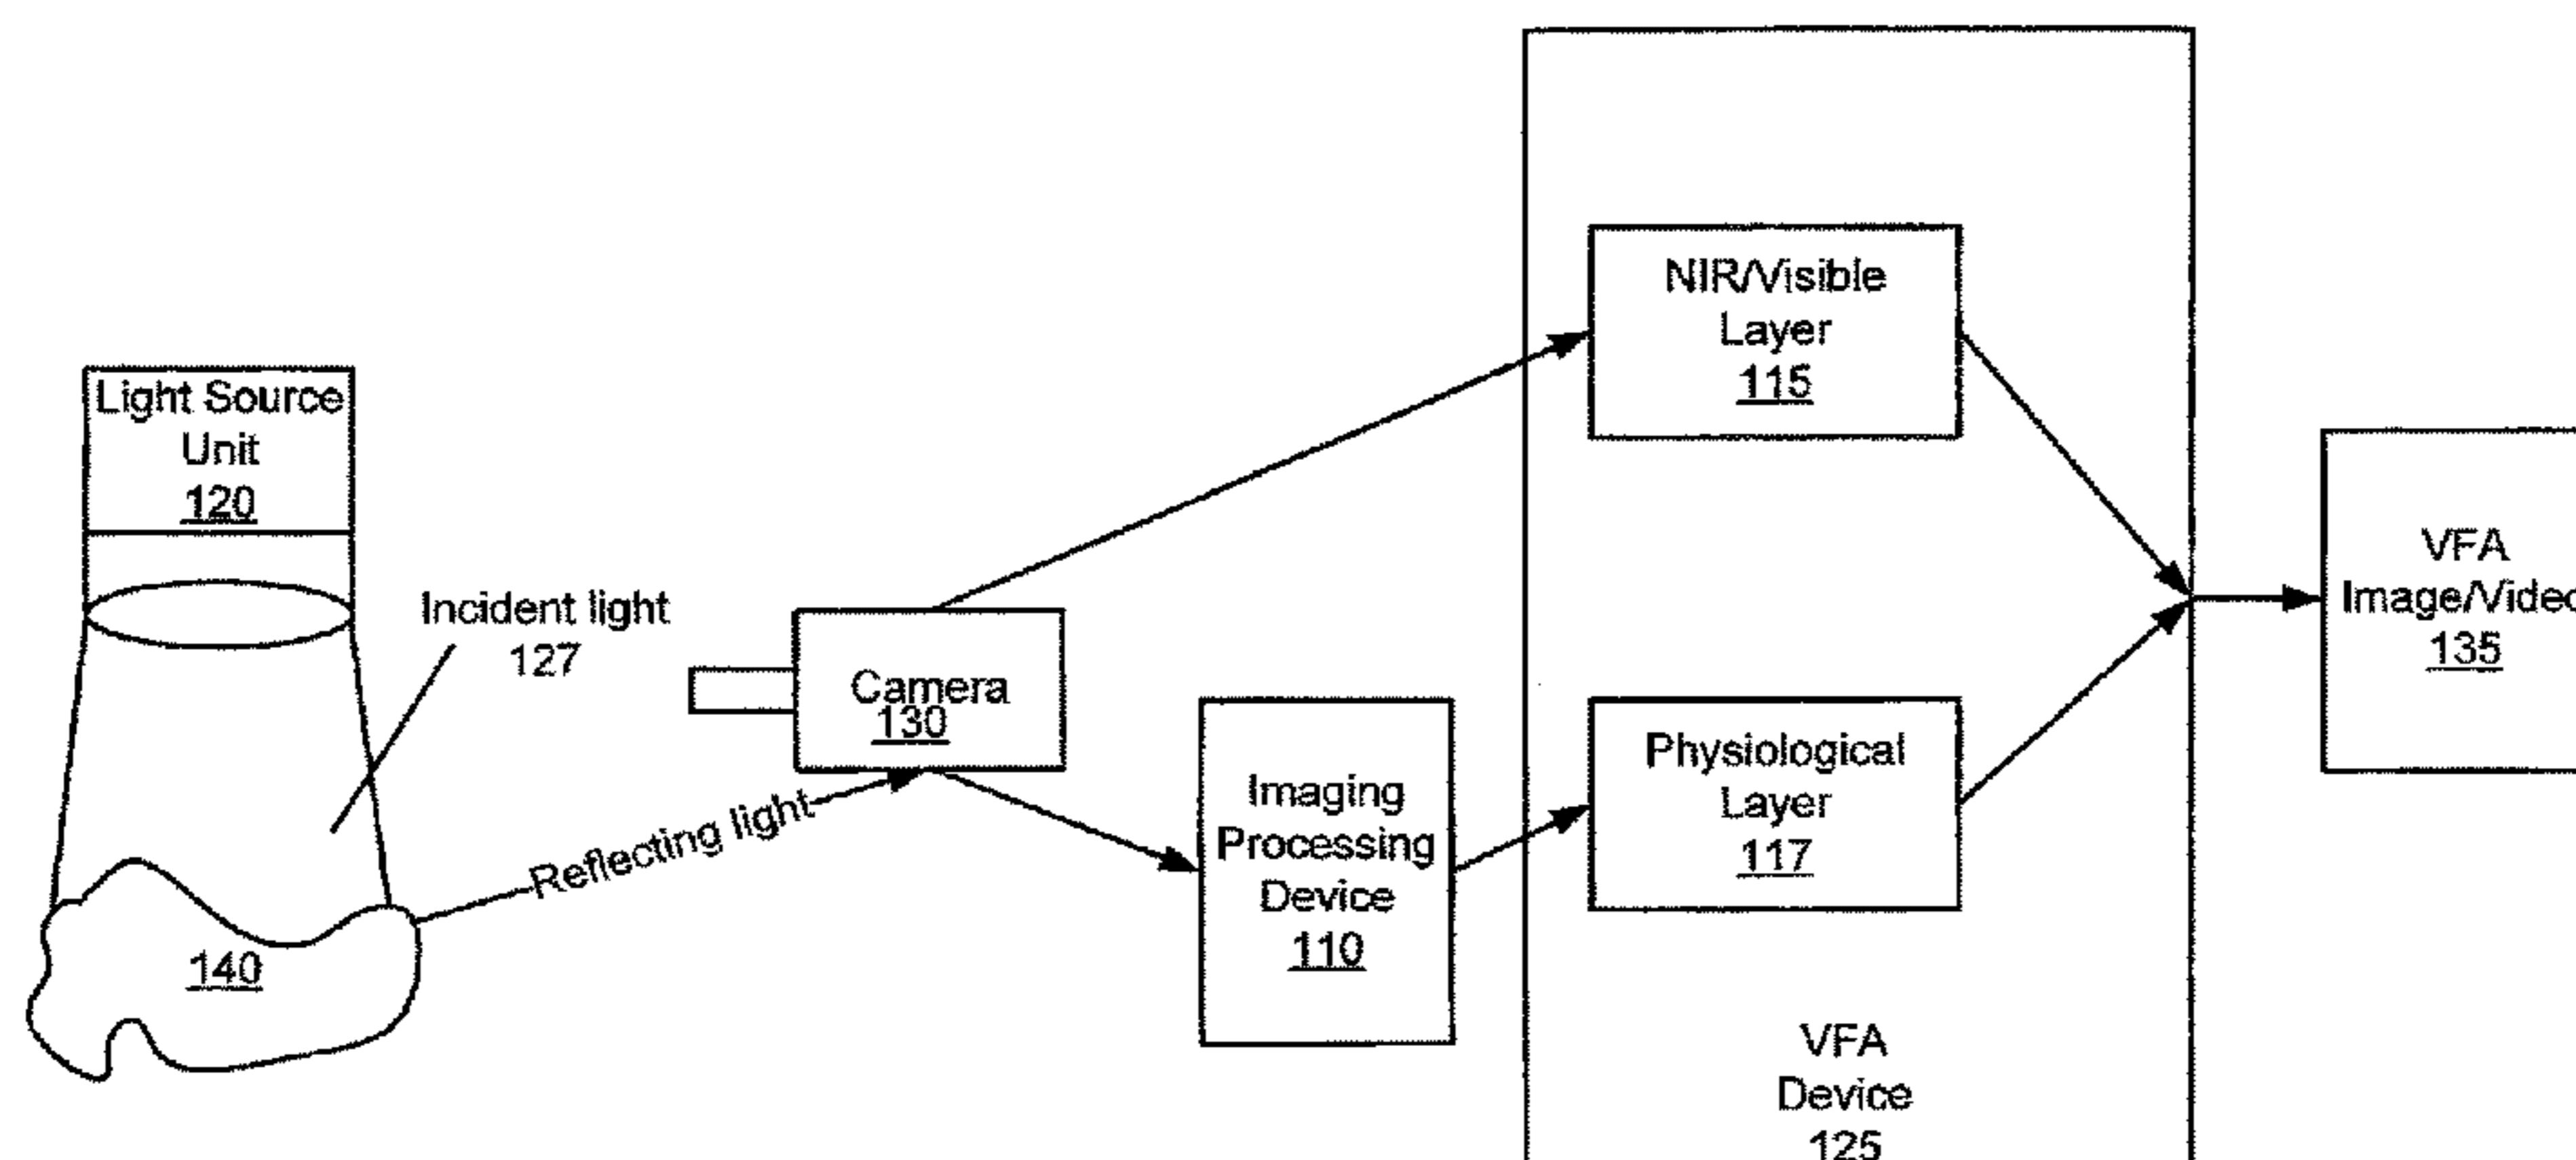 Light Source
Unit
120
Incident light
127
Reflecting light
140
Camera
130
Imaging
Processing
Device
110
NIR/Visible
Layer
115
Physiological
Layer
117
VFA
Device
125
VFA
Image/Video
135